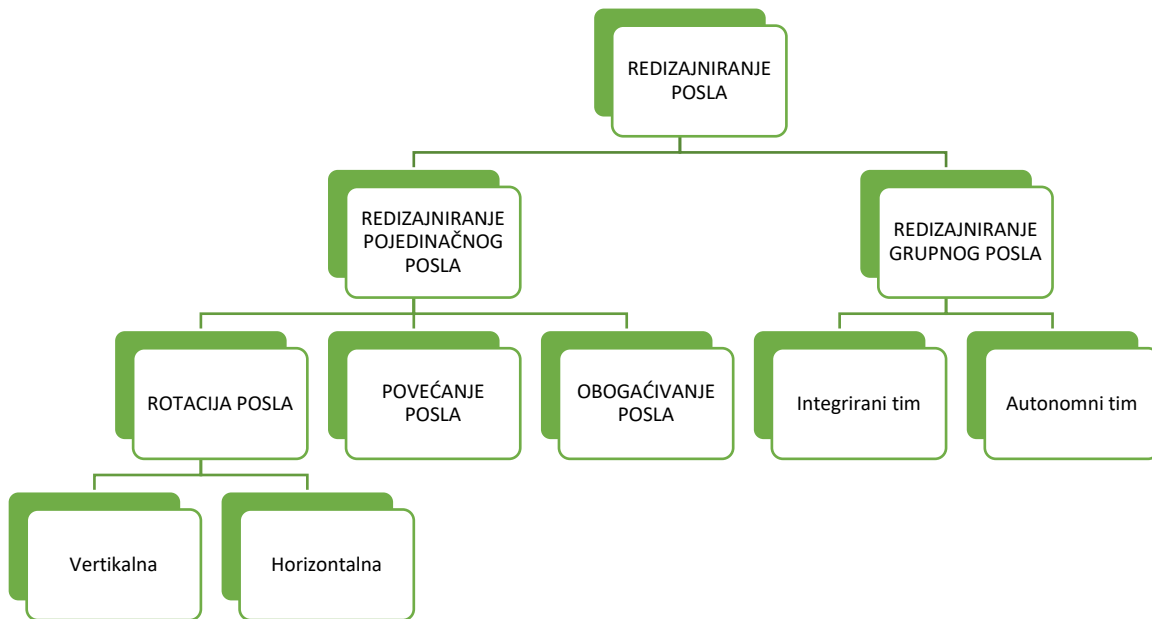 REDIZAJNIRANJE
POSLA
REDIZAJNIRANJE
POJEDINAČNOG
POSLA
REDIZAJNIRANJE
GRUPNOG POSLA
ROTACIJA POSLA
POVEĆANJE
POSLA
OBOGAĆIVANJE
POSLA
Integrirani tim
Autonomni tim
Vertikalna
Horizontalna